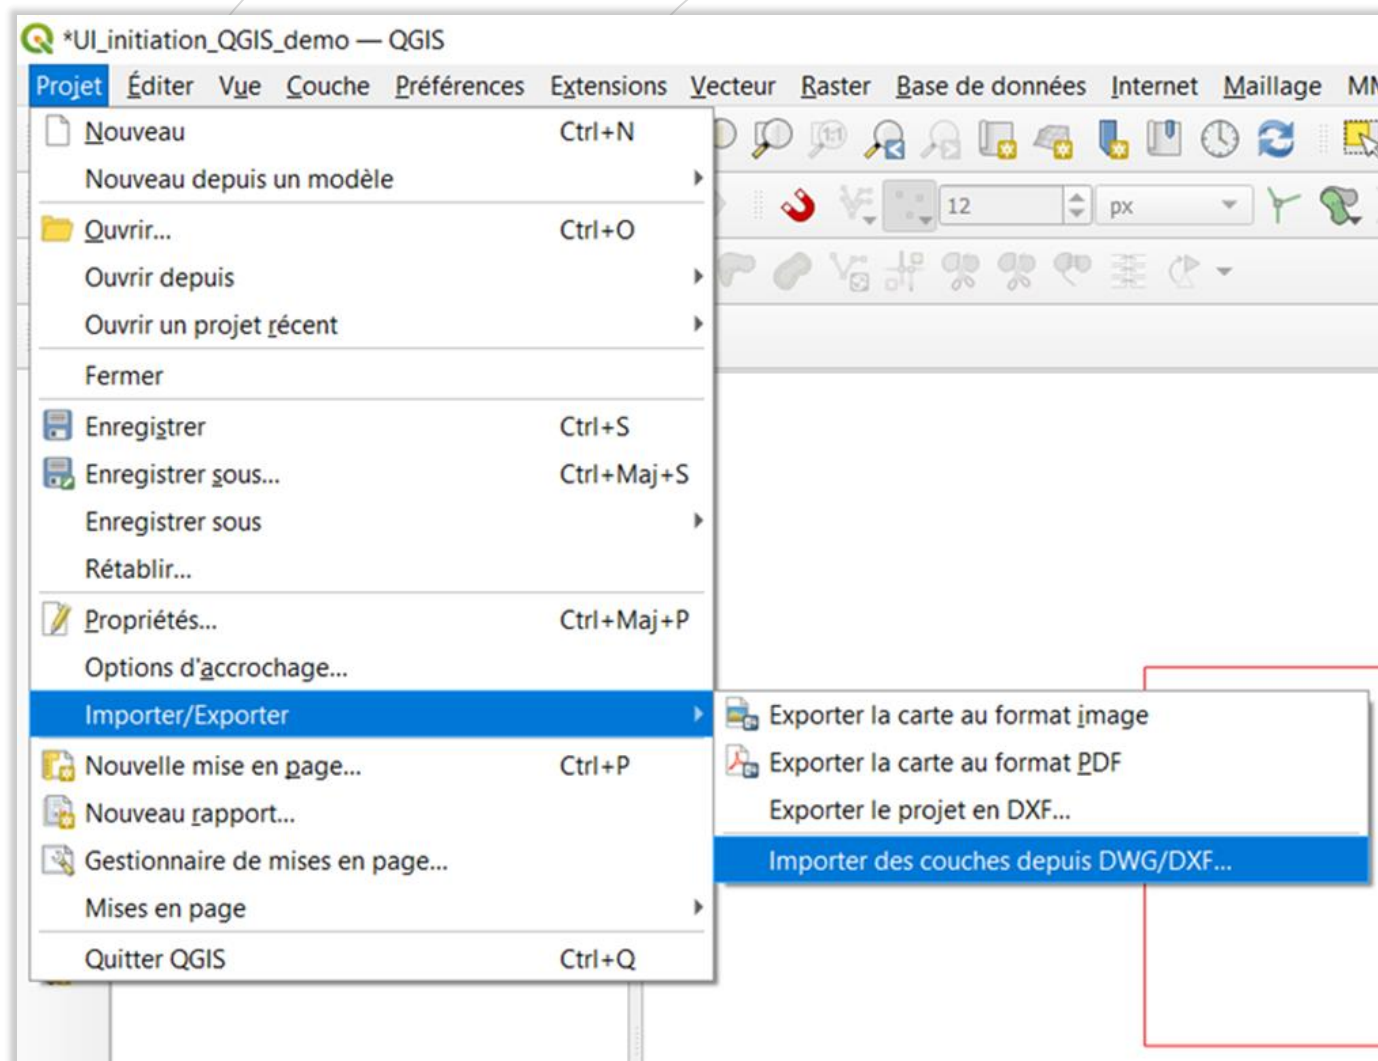 *UI_initiation_QGIS_demo — QGIS
Projet Éditer Vue Couche Préférences Extensions Vecteur Raster Base de données Internet Maillage
Nouveau Ctrl+N
Nouveau depuis un modèle
12 px
Ouvrir... Ctrl+O
Ouvrir depuis
Ouvrir un projet récent
Fermer
Enregistrer Ctrl+S
Enregistrer sous... Ctrl+Maj+S
Enregistrer sous
Rétablir...
Propriétés... Ctrl+Maj+P
Options d'accrochage...
Importer/Exporter
Exporter la carte au format image
Nouvelle mise en page... Ctrl+P
Exporter la carte au format PDF
Nouveau rapport...
Exporter le projet en DXF...
Gestionnaire de mises en page...
Importer des couches depuis DWG/DXF...
Mises en page
Quitter QGIS Ctrl+Q